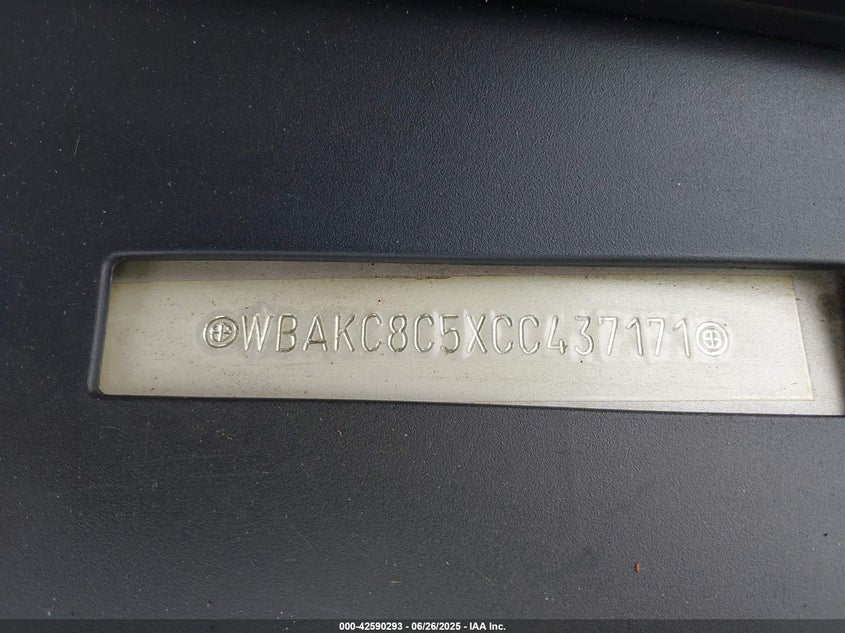 WBAKC8C5XCC437171
000-42590293 - 06/26/2025 - IAA Inc.